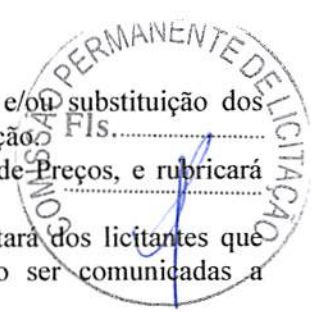 COMISSÃO PERMANENTE DE LICITAÇÃO
Fls.
e/ou substituição dos
ção.
de Preços, e rubricará
tará dos licitantes que
o ser comunicadas a